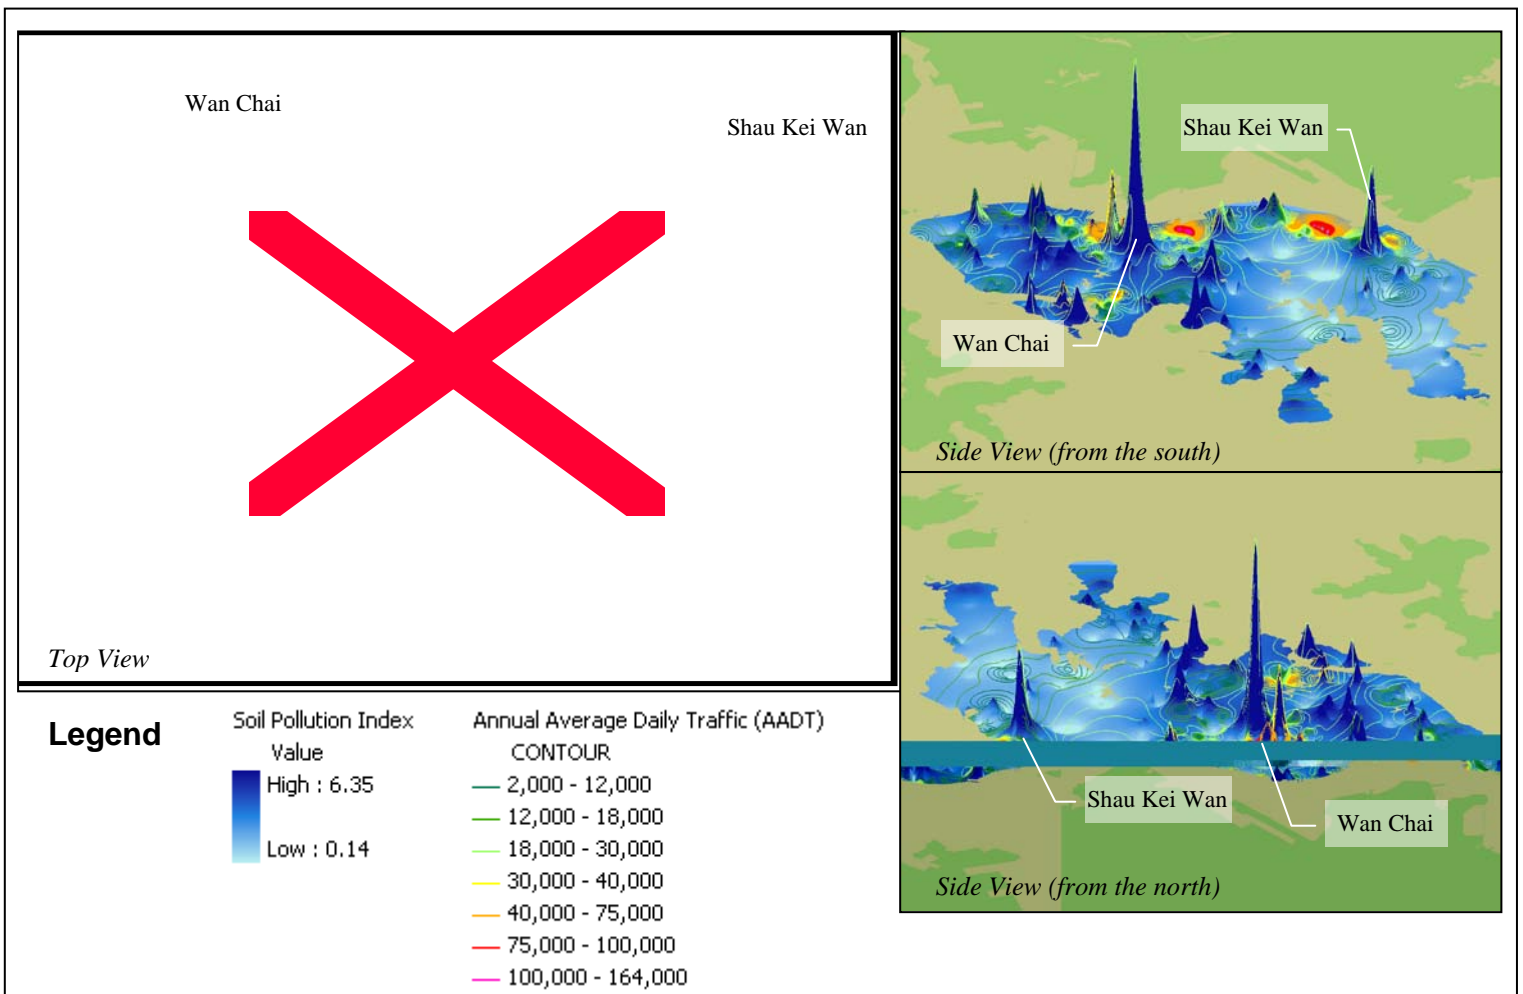 Wan Chai
Shau Kei Wan
Top View
Shau Kei Wan
Wan Chai
Side View (from the south)
Shau Kei Wan
Wan Chai
Side View (from the north)
Legend
Soil Pollution Index
Value
High : 6.35
Low : 0.14
Annual Average Daily Traffic (AADT)
CONTOUR
2,000 - 12,000
12,000 - 18,000
18,000 - 30,000
30,000 - 40,000
40,000 - 75,000
75,000 - 100,000
100,000 - 164,000